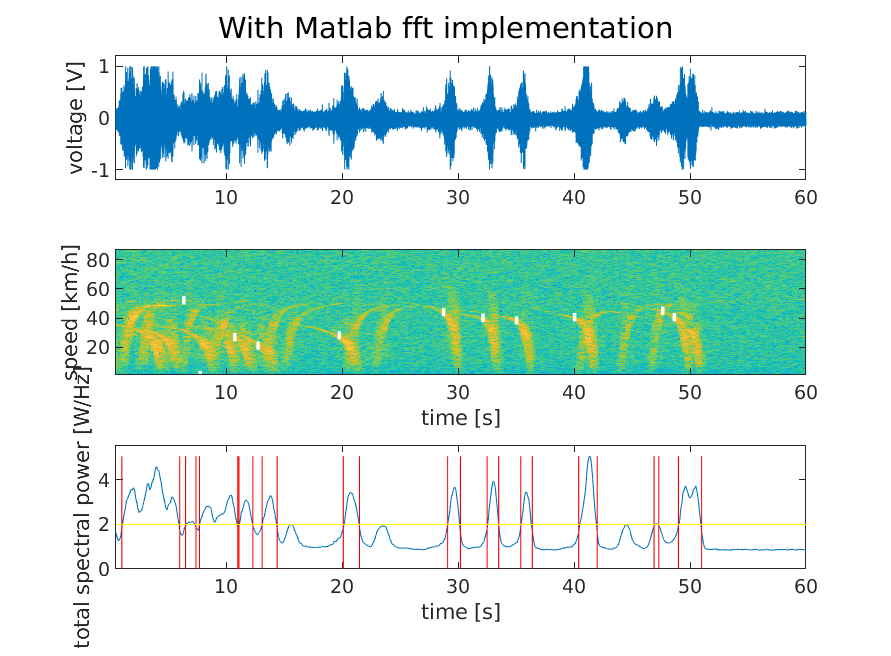 With Matlab fft implementation
voltage [V]
1
0
-1
10 20 30 40 50 60
speed [km/h]
80
60
40
20
10 20 30 40 50 60
time [s]
total spectral power [W/Hz]
4
2
0
10 20 30 40 50 60
time [s]